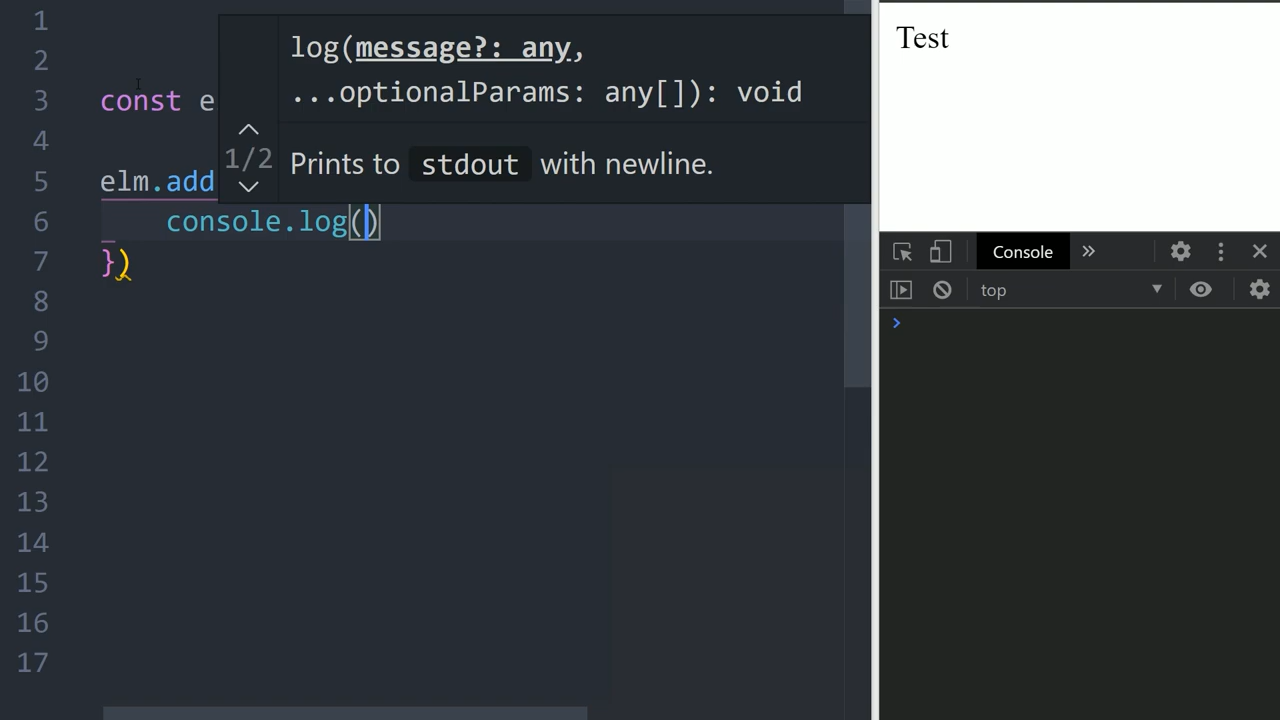 1
2
3 const e
4
5 elm.add
6 console.log()
7 })
8
9
10
11
12
13
14
15
16
17
log(message?: any,
...optionalParams: any[]): void
1/2
Prints to stdout with newline.
Test
Console
top